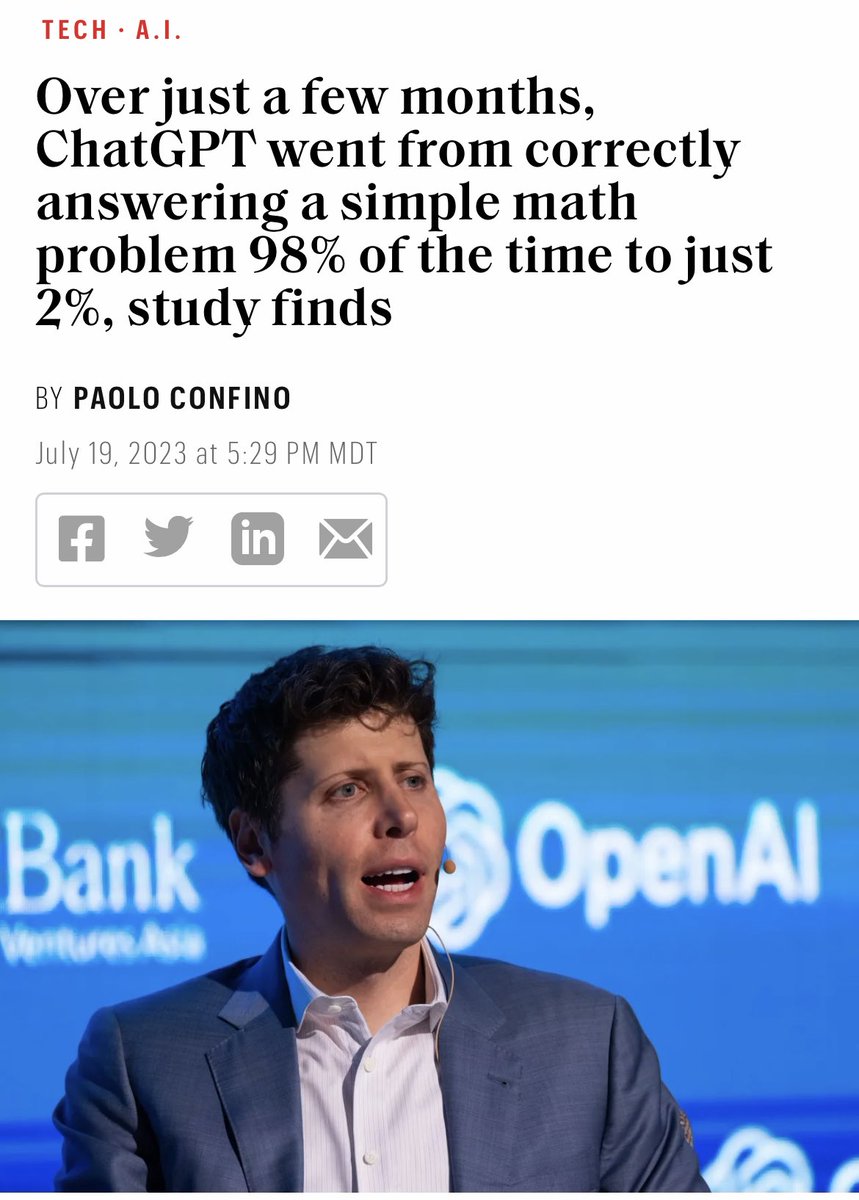 TECH · A.I.
Over just a few months,
ChatGPT went from correctly
answering a simple math
problem 98% of the time to just
2%, study finds
BY PAOLO CONFINO
July 19, 2023 at 5:29 PM MDT
Bank
Ventures Asia
OpenAI